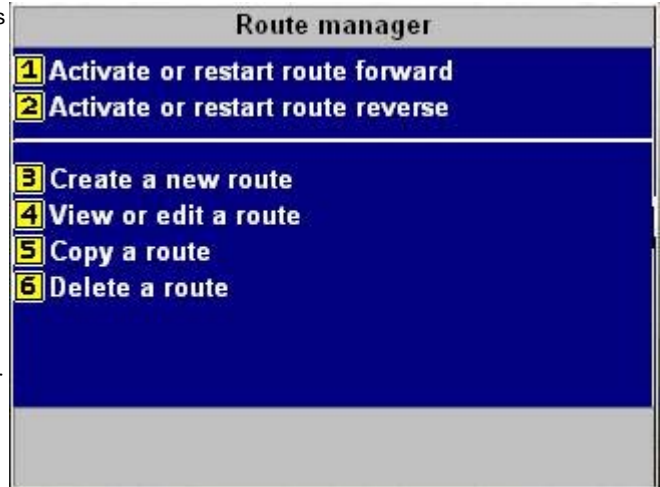 s
Route manager
1 Activate or restart route forward
2 Activate or restart route reverse
3 Create a new route
4 View or edit a route
5 Copy a route
6 Delete a route
.